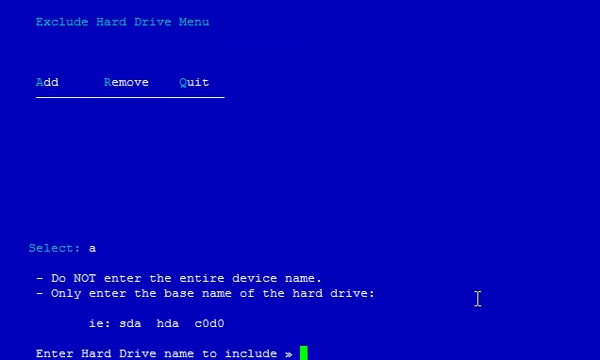 Exclude Hard Drive Menu
Add Remove Quit
Select: a
- Do NOT enter the entire device name.
- Only enter the base name of the hard drive:
ie: sda hda c0d0
Enter Hard Drive name to include »